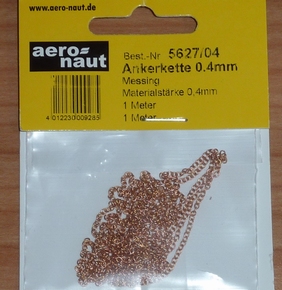 www.aero-naut.de
aero-
naut
Best.-Nr 5627/04
Ankerkette 0.4mm
Messing
Materialstärke 0,4mm
1 Meter
1 Meter
4 012230 009285